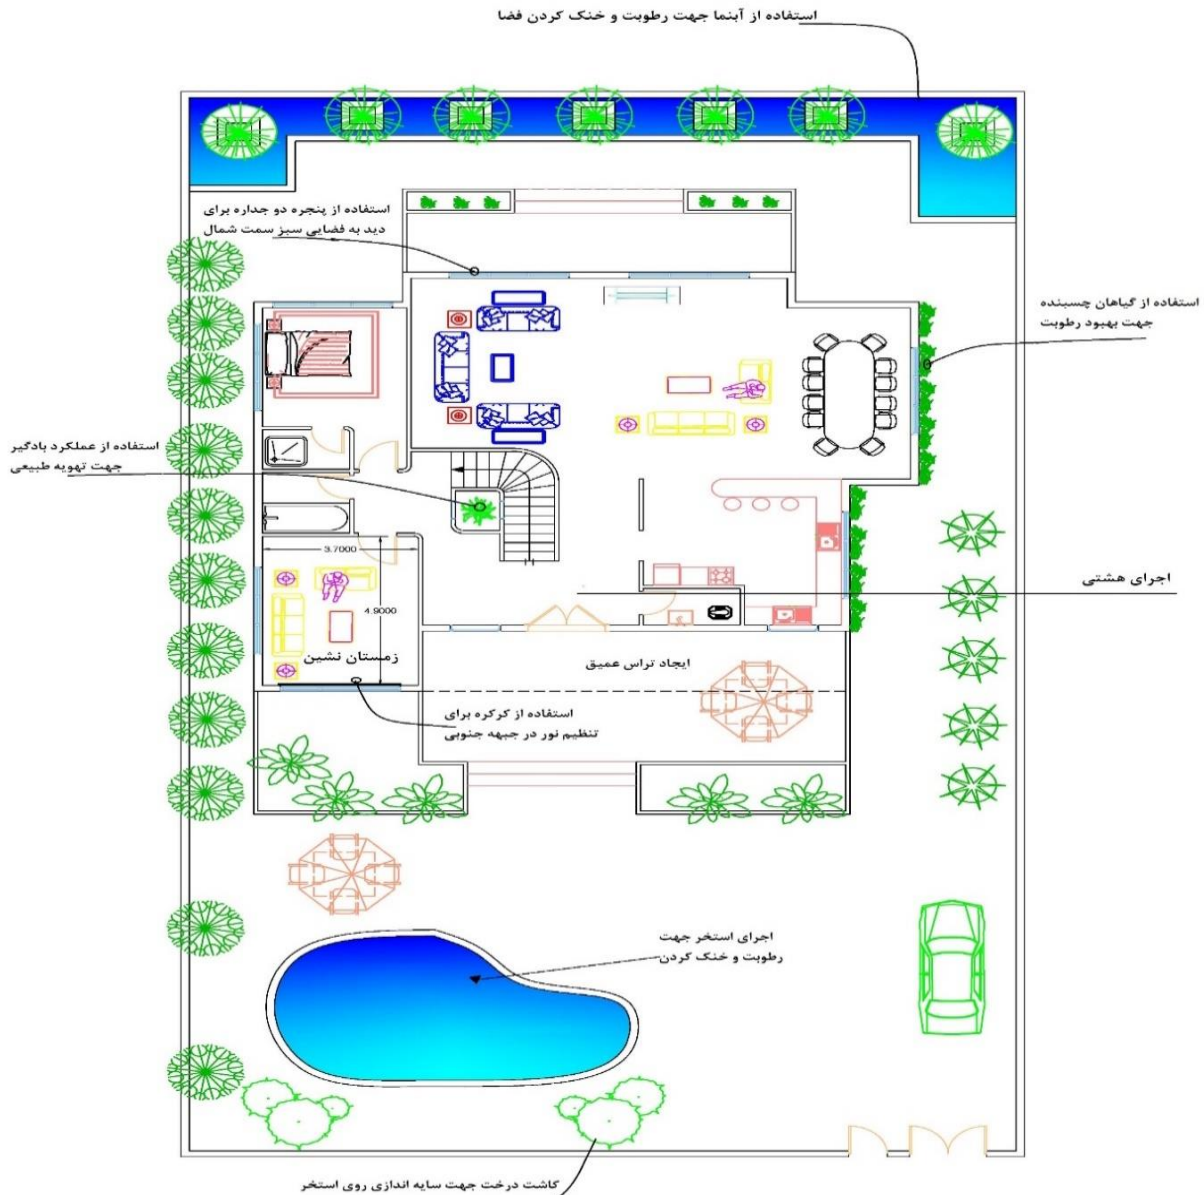 استفاده از آبنما جهت رطوبت و خنک کردن فضا
استفاده از پنجره دو جداره برای
دید به فضایی سبز سمت شمال
استفاده از گیاهان چسبنده
جهت بهبود رطوبت
استفاده از عملکرد بادگیر
جهت تهویه طبیعی
3.7000
4.9000
اجرای هشتی
زمستان نشین
ایجاد تراس عمیق
استفاده از کرکره برای
تنظیم نور در جبهه جنوبی
اجرای استخر جهت
رطوبت و خنک کردن
کاشت درخت جهت سایه اندازی روی استخر